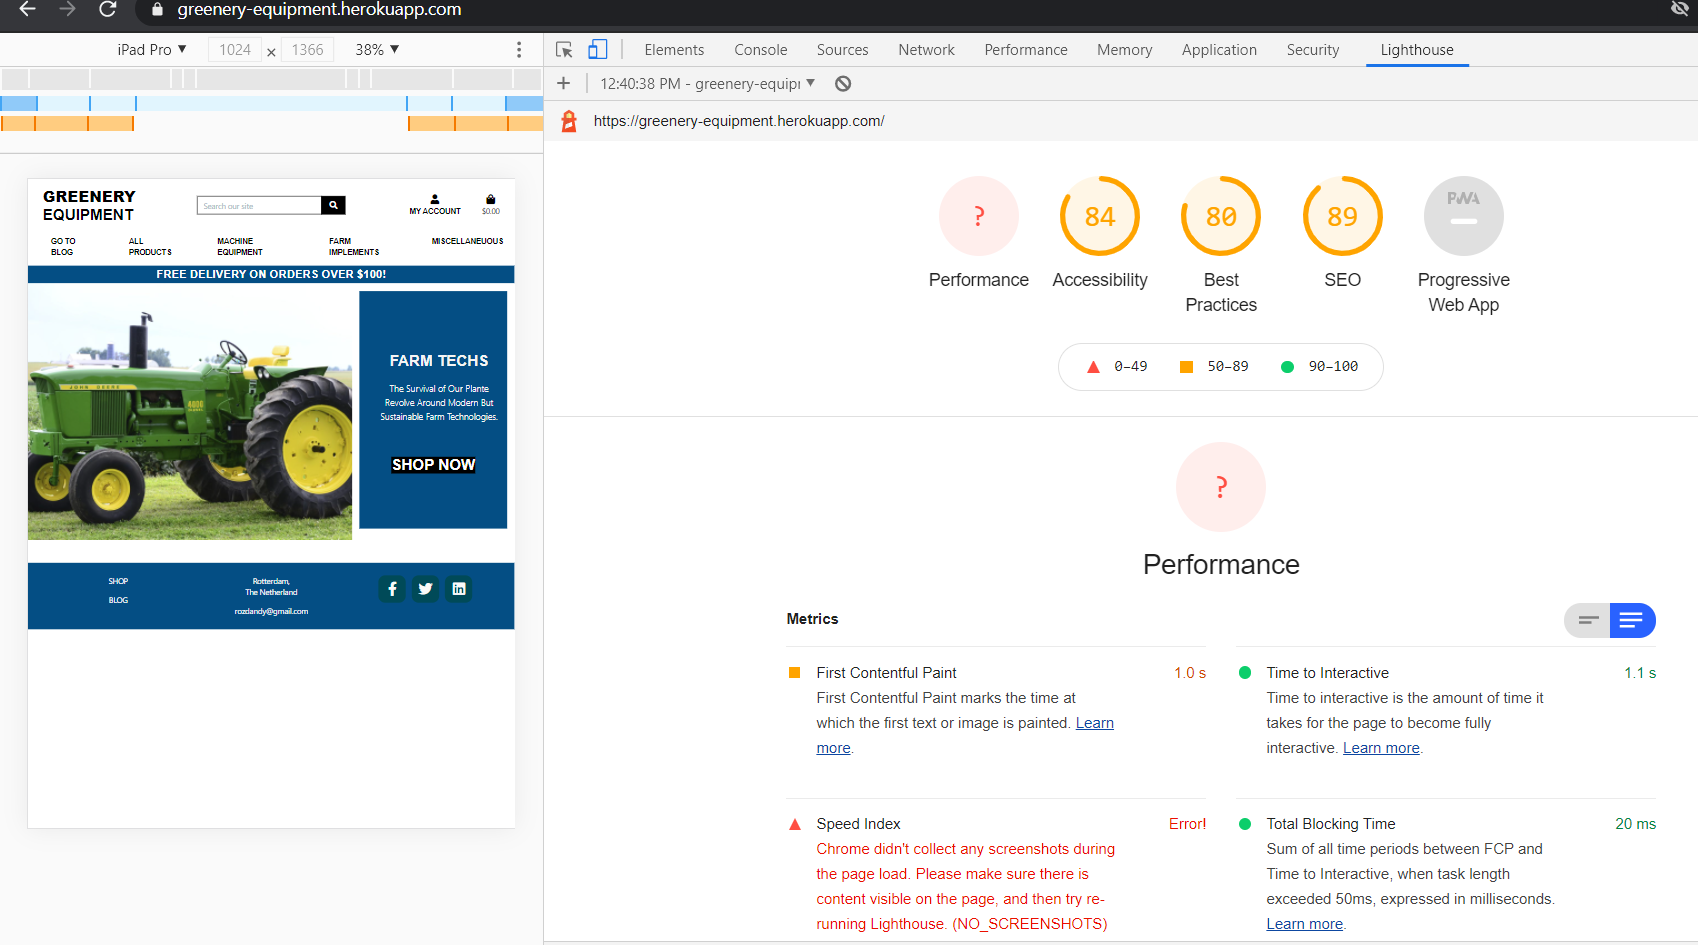 greenery-equipment.herokuapp.com
iPad Pro ▼ 1024 × 1366 38% ▼
Elements Console Sources Network Performance Memory Application Security Lighthouse
12:40:38 PM - greenery-equipi ▼
https://greenery-equipment.herokuapp.com/
GREENERY
EQUIPMENT
Search our site
MY ACCOUNT
$0.00
GO TO
BLOG
ALL
PRODUCTS
MACHINE
EQUIPMENT
FARM
IMPLEMENTS
MISCELLANEUOUS
FREE DELIVERY ON ORDERS OVER $100!
JOHN DEERE
4000
FARM TECHS
The Survival of Our Plante
Revolve Around Modern But
Sustainable Farm Technologies.
SHOP NOW
SHOP
BLOG
Rotterdam,
The Netherland
rozdandy@gmail.com
?
Performance
84
Accessibility
80
Best
Practices
89
SEO
PWA
Progressive
Web App
0–49 50–89 90–100
?
Performance
Metrics
First Contentful Paint 1.0 s
First Contentful Paint marks the time at
which the first text or image is painted. Learn
more.
Time to Interactive 1.1 s
Time to interactive is the amount of time it
takes for the page to become fully
interactive. Learn more.
Speed Index Error!
Chrome didn't collect any screenshots during
the page load. Please make sure there is
content visible on the page, and then try re-
running Lighthouse. (NO_SCREENSHOTS)
Total Blocking Time 20 ms
Sum of all time periods between FCP and
Time to Interactive, when task length
exceeded 50ms, expressed in milliseconds.
Learn more.